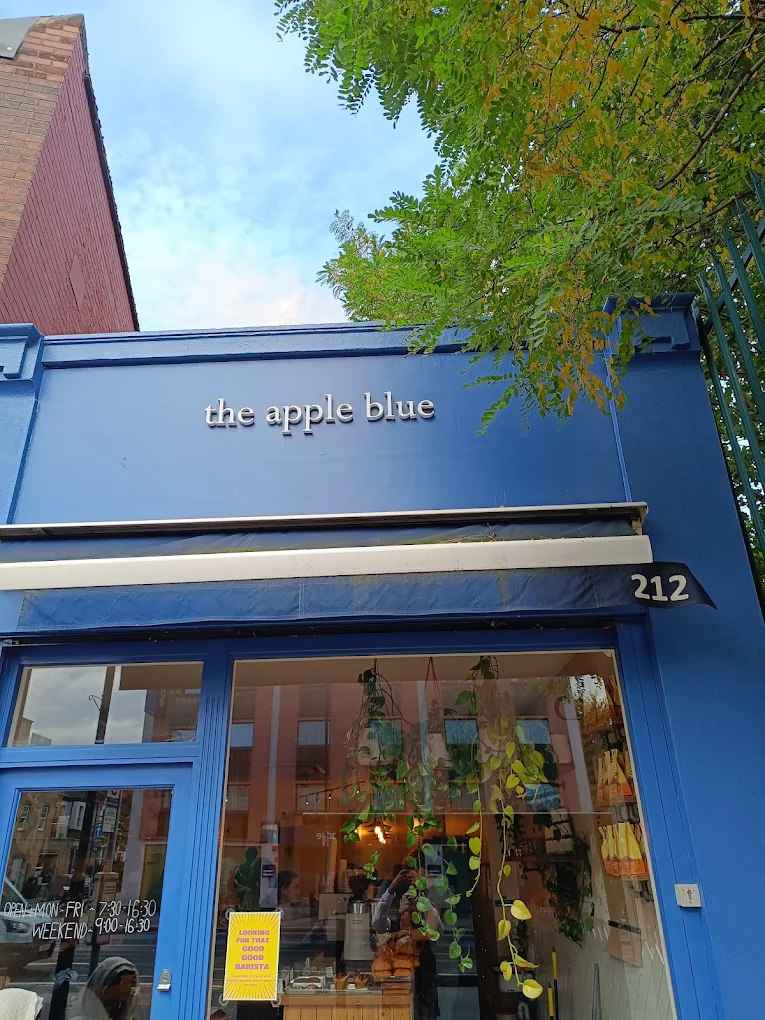 the apple blue
212
OPEN: MON-FRI ~ 7:30-16:30
WEEKEND~ 9:00-16:30
LOOKING
FOR THAT
GOOD
GOOD
BARISTA